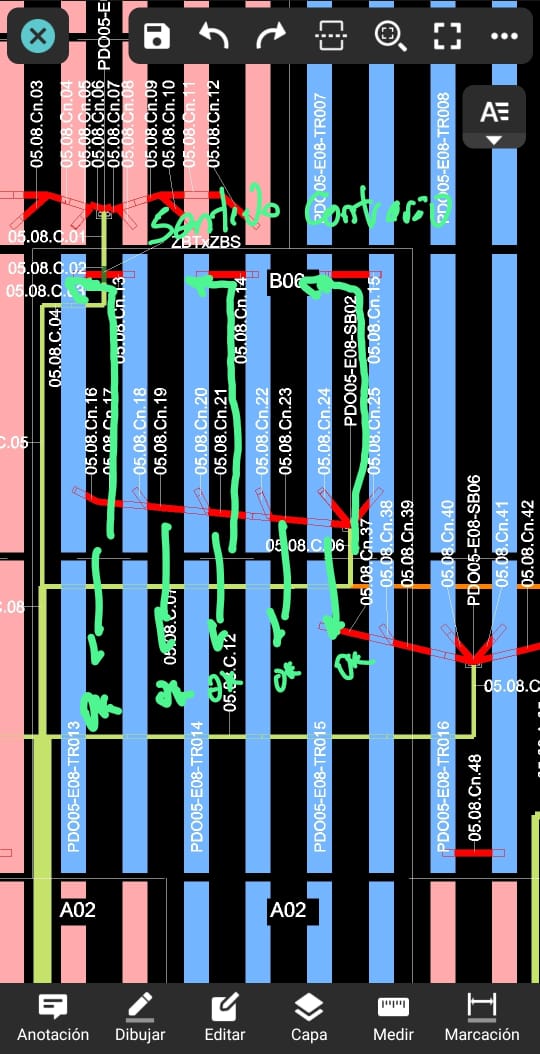 PDO05-E
05.08.Cn.03
05.08.Cn.04
05.08.Cn.05
05.08.Cn.06
05.08.Cn.07
05.08.Cn.08
05.08.Cn.09
05.08.Cn.10
05.08.Cn.11
05.08.Cn.12
PDO05-E08-TR007
PDO05-E08-TR008
A
Sentido Contrario
05.08.C.01
ZBTxZBS
05.08.C.02
05.08.C.03
05.08.C.04
05.08.Cn.13
05.08.Cn.14
B06
PDO05-E08-SB02
05.08.Cn.15
C.05
05.08.Cn.16
05.08.Cn.17
05.08.Cn.18
05.08.Cn.19
05.08.Cn.20
05.08.Cn.21
05.08.Cn.22
05.08.Cn.23
05.08.Cn.24
05.08.Cn.25
PDO05-E08-SB06
05.08.C.06
05.08.Cn.37
05.08.Cn.38
05.08.Cn.39
05.08.Cn.40
05.08.Cn.41
05.08.Cn.42
C.08
05.08.C.07
05.08.C.12
OK
OK
OK
OK
OK
05.08.C
PDO05-E08-TR013
PDO05-E08-TR014
PDO05-E08-TR015
PDO05-E08-TR016
05.08.Cn.48
A02
A02
Anotación
Dibujar
Editar
Capa
Medir
Marcación